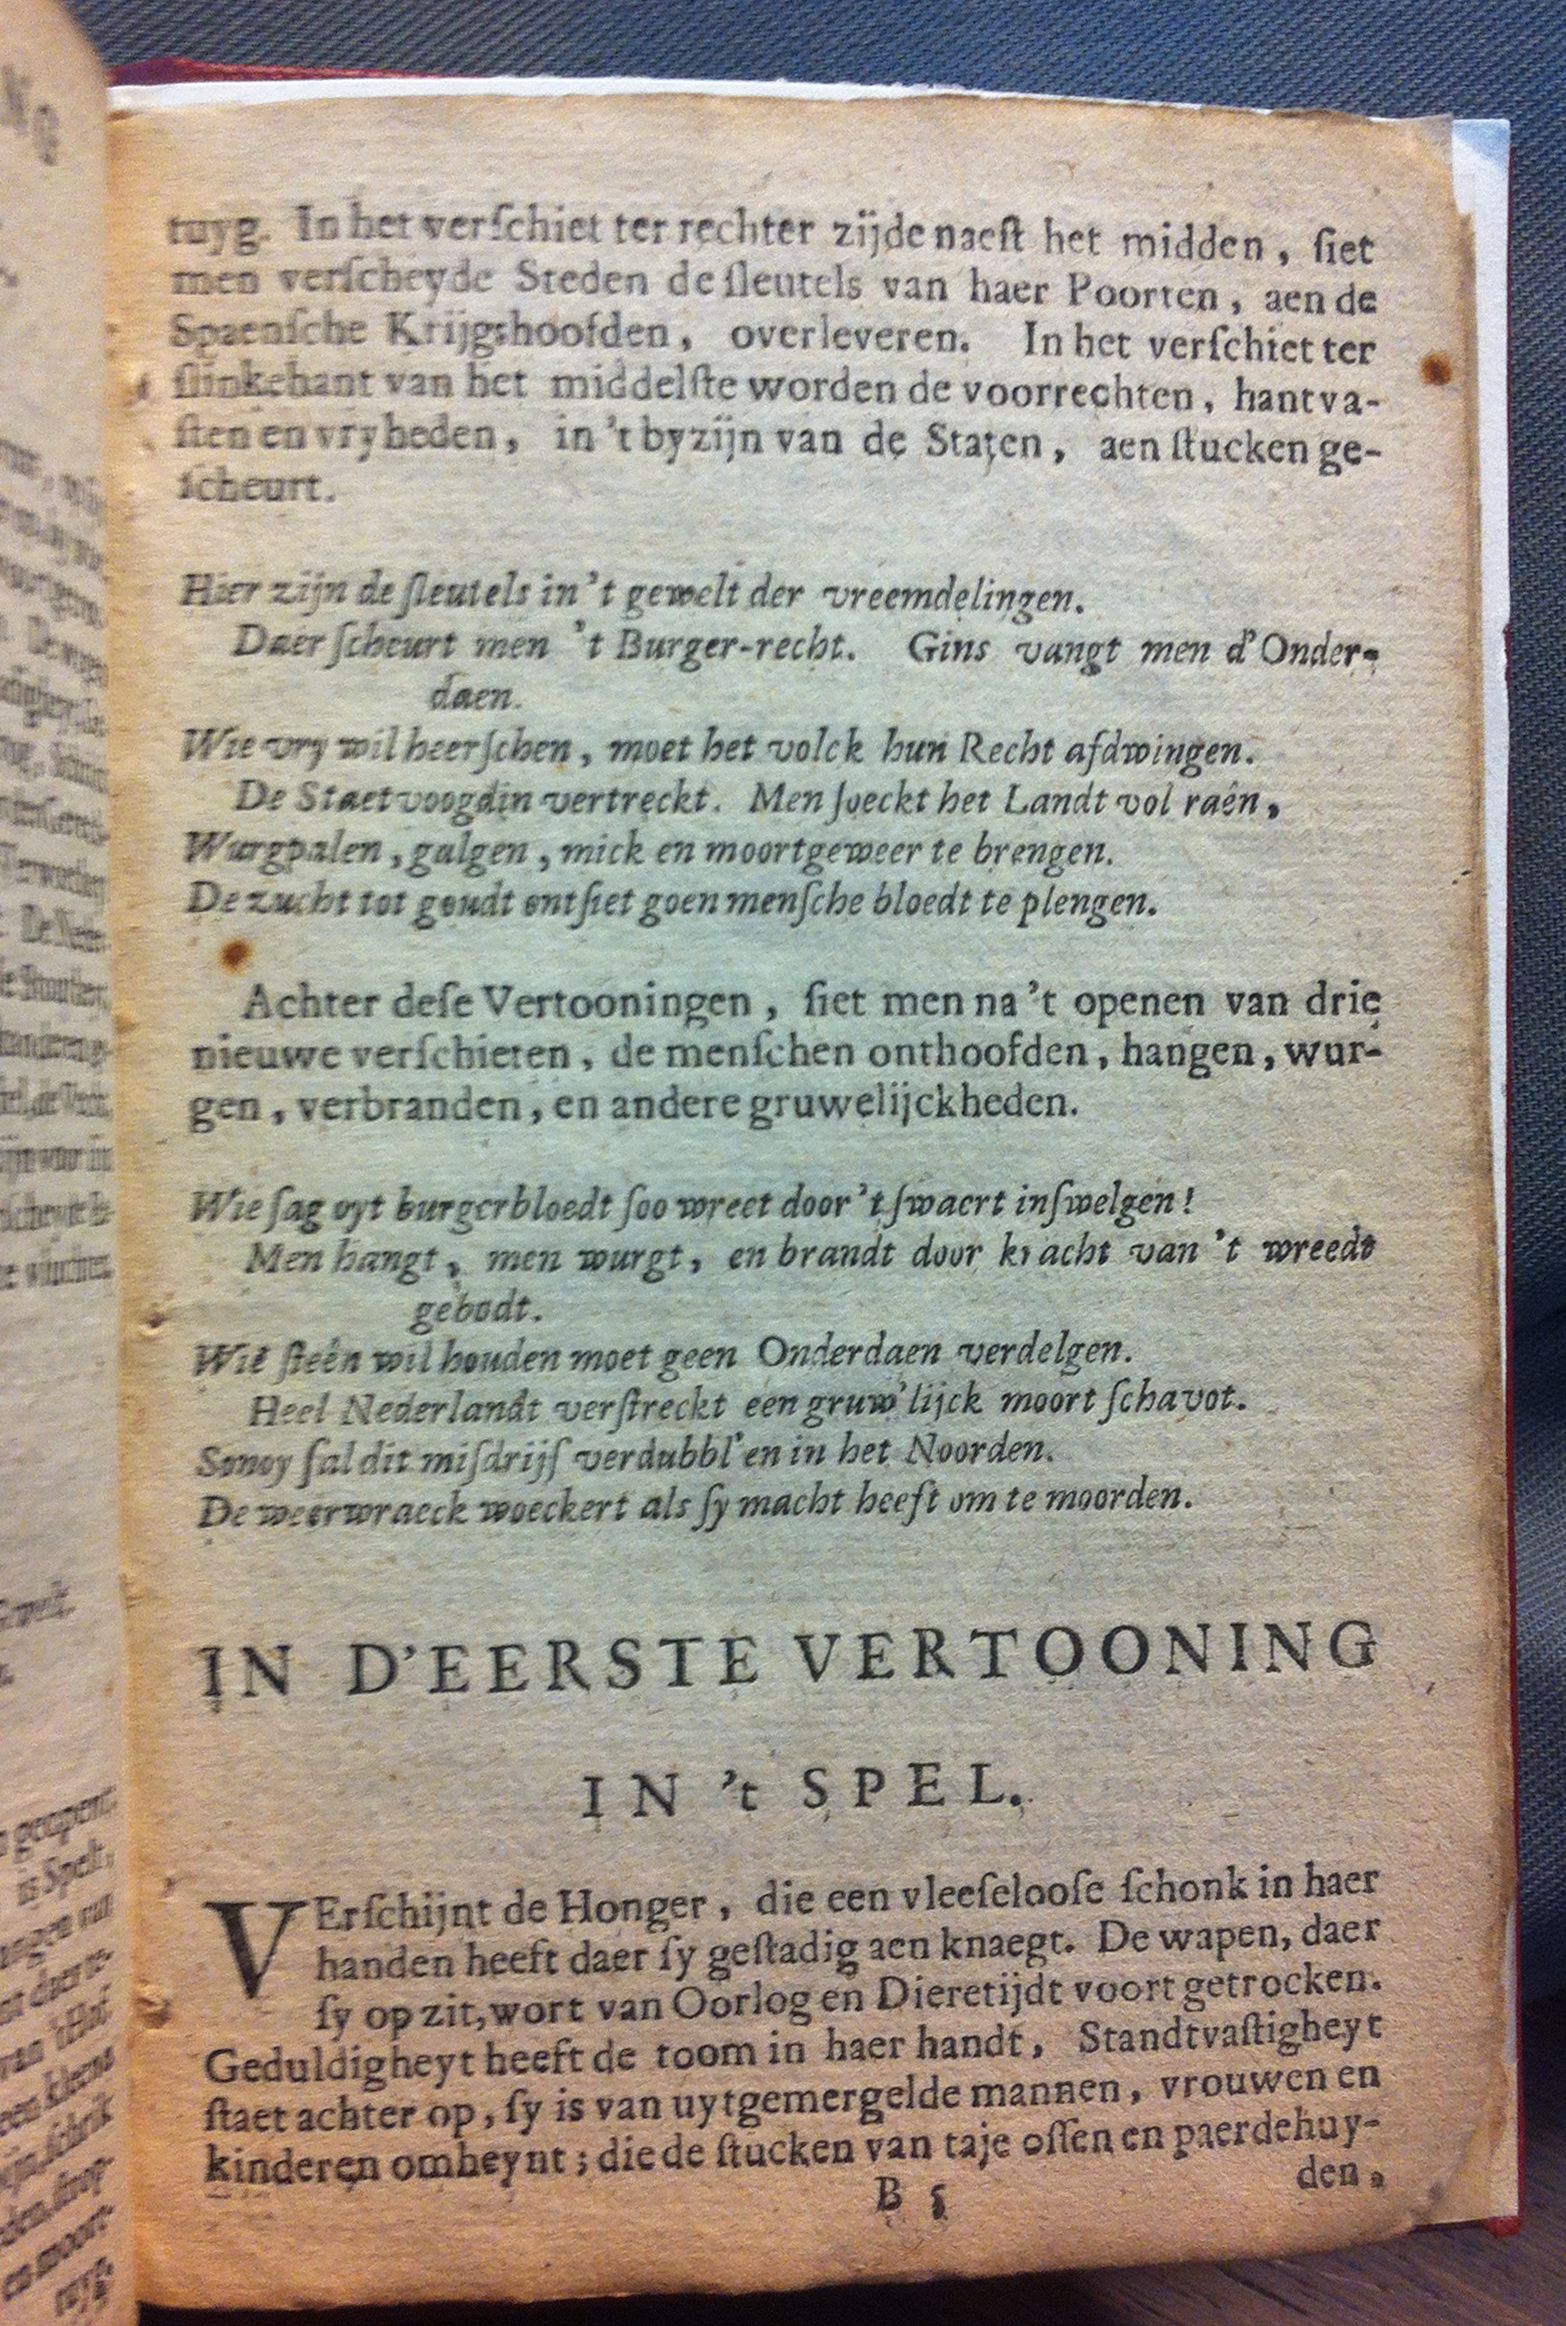 tuyg. In het verſchiet ter rechter zijde naeſt het midden, ſiet
men verſcheyde Steden de ſleutels van haer Poorten, aen de
Spaenſche Krijgshoofden, overleveren. In het verſchiet ter
ſlinkehant van het middelſte worden de voorrechten, hantva-
ſten en vryheden, in 't byzijn van de Staten, aen ſtucken ge-
ſcheurt.
Hier zijn de ſleutels in 't gewelt der vreemdelingen.
Daer ſcheurt men 't Burger-recht. Gins vangt men d'Onder-
daen.
Wie vry wil heerſchen, moet het volck hun Recht afdwingen.
De Staetvoogdin vertreckt. Men ſoeckt het Landt vol raên,
Wurgpalen, galgen, mick en moortgeweer te brengen.
De zucht tot goudt ontſiet goen menſche bloedt te plengen.
Achter deſe Vertooningen, ſiet men na 't openen van drie
nieuwe verſchieten, de menſchen onthoofden, hangen, wur-
gen, verbranden, en andere gruwelijckheden.
Wie ſag oyt burgerbloedt ſoo wreet door 't ſwaert inſwelgen!
Men hangt, men wurgt, en brandt door kracht van 't wreedt
gebodt.
Wie ſteên wil houden moet geen Onderdaen verdelgen.
Heel Nederlandt verſtreckt een gruw'lijck moort ſchavot.
Sonoy ſal dit miſdrijf verdubbl'en in het Noorden.
De weerwraeck woeckert als ſy macht heeft om te moorden.
IN D'EERSTE VERTOONING
IN 't SPEL.
VErſchijnt de Honger, die een vleeſelooſe ſchonk in haer
handen heeft daer ſy geſtadig aen knaegt. De wapen, daer
ſy op zit, wort van Oorlog en Dieretijdt voort getrocken.
Geduldigheyt heeft de toom in haer handt, Standtvaſtigheyt
ſtaet achter op, ſy is van uytgemergelde mannen, vrouwen en
kinderen omheynt; die de ſtucken van taje oſſen en paerdehuy-
B 5 den,